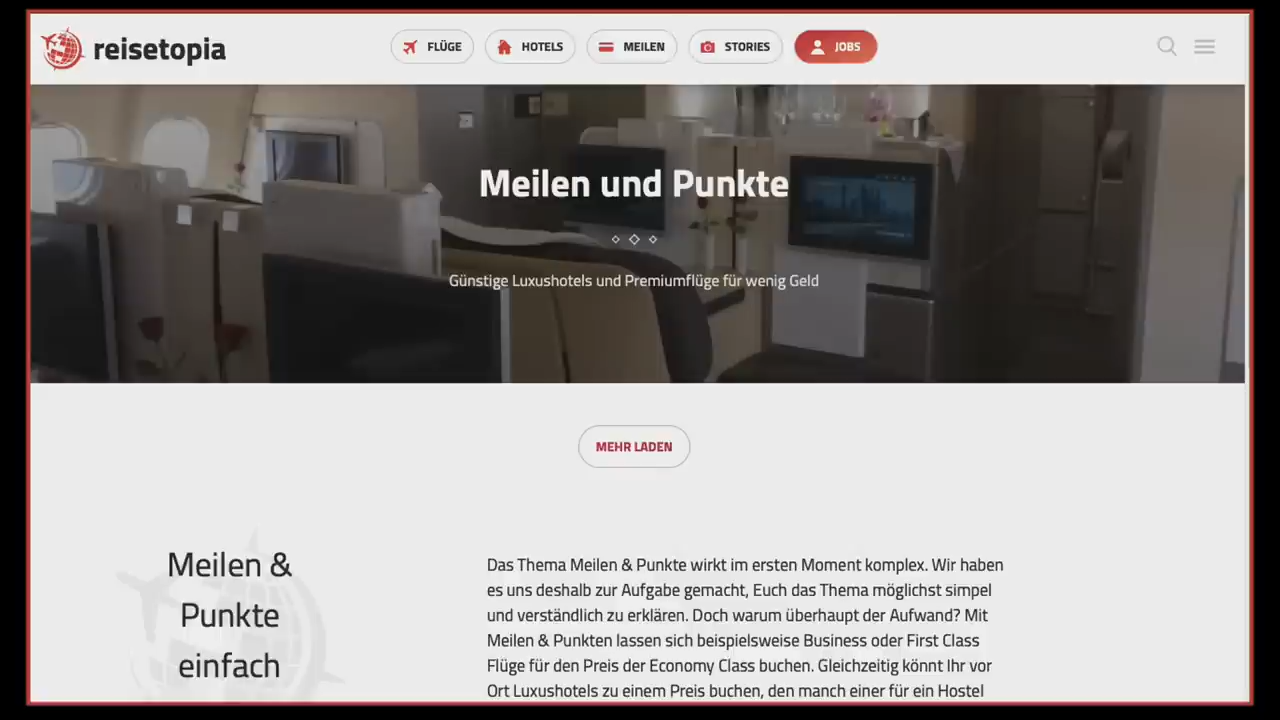 reisetopia
FLÜGE
HOTELS
MEILEN
STORIES
JOBS
Meilen und Punkte
Günstige Luxushotels und Premiumflüge für wenig Geld
MEHR LADEN
Meilen &
Punkte
einfach
Das Thema Meilen & Punkte wirkt im ersten Moment komplex. Wir haben
es uns deshalb zur Aufgabe gemacht, Euch das Thema möglichst simpel
und verständlich zu erklären. Doch warum überhaupt der Aufwand? Mit
Meilen & Punkten lassen sich beispielsweise Business oder First Class
Flüge für den Preis der Economy Class buchen. Gleichzeitig könnt Ihr vor
Ort Luxushotels zu einem Preis buchen, den manch einer für ein Hostel